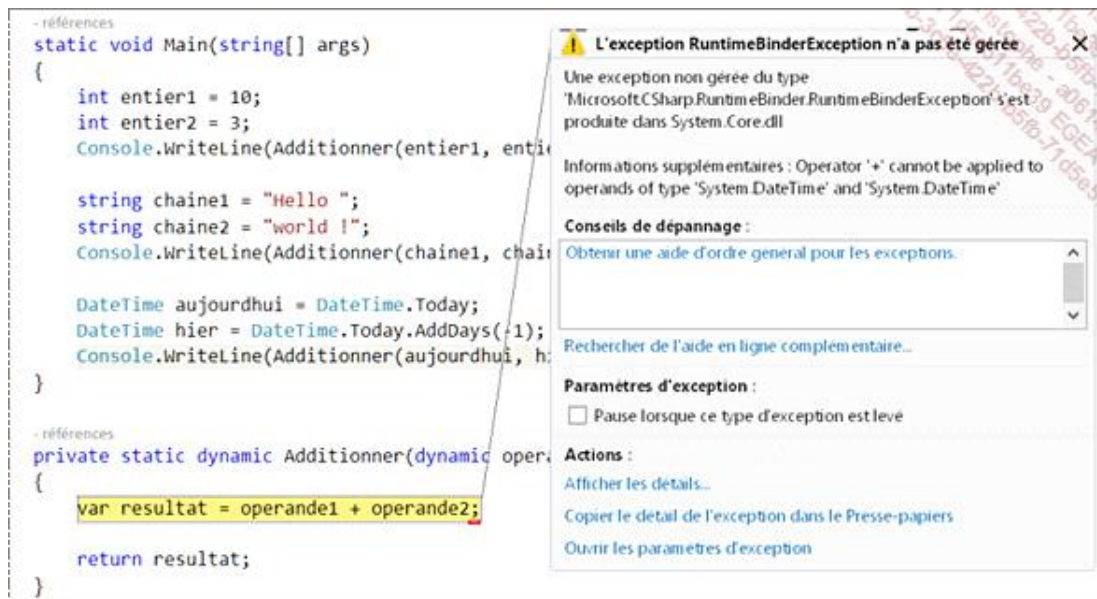 - références
static void Main(string[] args)
{
int entier1 = 10;
int entier2 = 3;
Console.WriteLine(Additionner(entier1, entie
string chaine1 = "Hello ";
string chaine2 = "world !";
Console.WriteLine(Additionner(chaine1, chain
DateTime aujourdhui = DateTime.Today;
DateTime hier = DateTime.Today.AddDays(-1);
Console.WriteLine(Additionner(aujourdhui, hi
}
- références
private static dynamic Additionner(dynamic opera
{
var resultat = operande1 + operande2;
return resultat;
}
L'exception RuntimeBinderException n'a pas été gérée
Une exception non gérée du type
'Microsoft.CSharp.RuntimeBinder.RuntimeBinderException' s'est
produite dans System.Core.dll
Informations supplémentaires : Operator '+' cannot be applied to
operands of type 'System.DateTime' and 'System.DateTime'
Conseils de dépannage :
Obtenir une aide d'ordre general pour les exceptions.
Rechercher de l'aide en ligne complementaire...
Paramètres d'exception :
Pause lorsque ce type d'exception est levé
Actions :
Afficher les détails...
Copier le détail de l'exception dans le Presse-papiers
Ouvrir les parametres d'exception